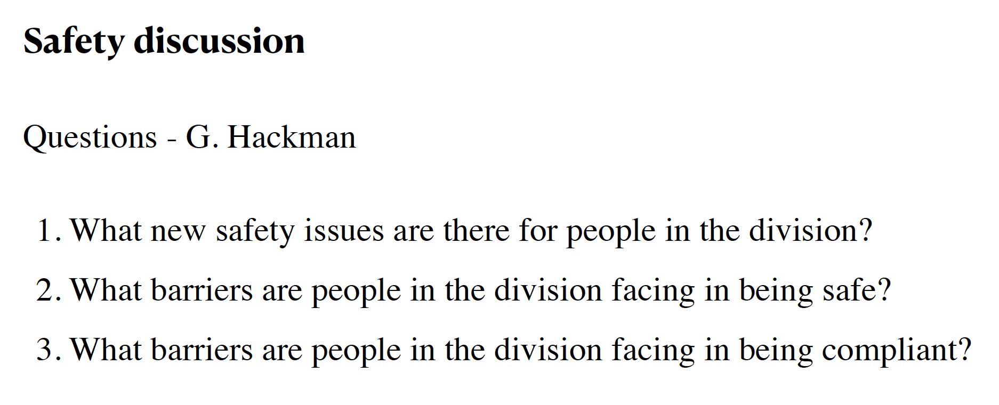 Safety discussion
Questions - G. Hackman
1. What new safety issues are there for people in the division?
2. What barriers are people in the division facing in being safe?
3. What barriers are people in the division facing in being compliant?